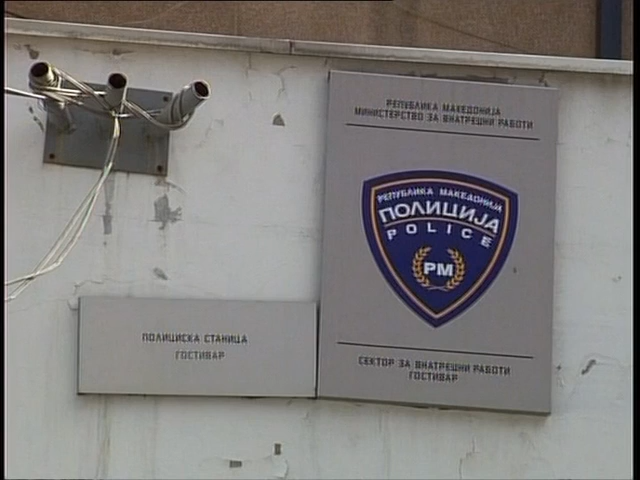 РЕПУБЛИКА МАКЕДОНИЈА
МИНИСТЕРСТВО ЗА ВНАТРЕШНИ РАБОТИ
РЕПУБЛИКА МАКЕДОНИЈА
ПОЛИЦИЈА
POLICE
РМ
СЕКТОР ЗА ВНАТРЕШНИ РАБОТИ
ГОСТИВАР
ПОЛИЦИСКА СТАНИЦА
ГОСТИВАР